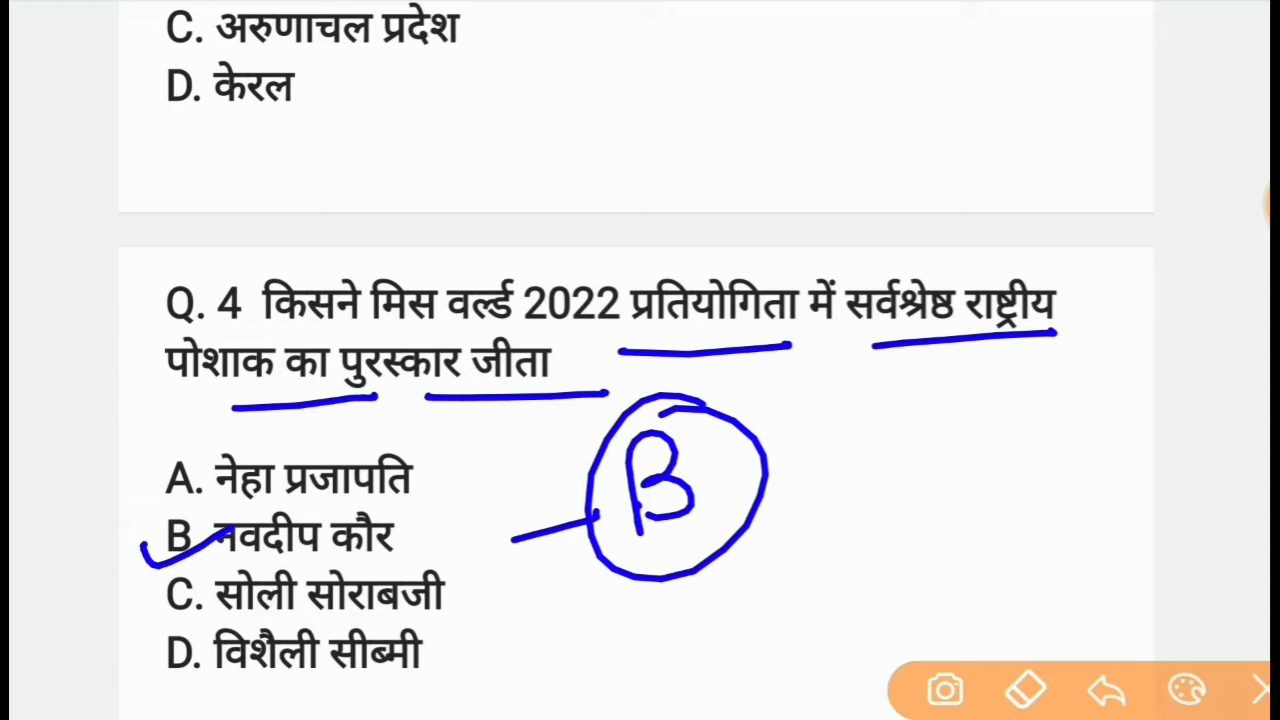 C. अरुणाचल प्रदेश
D. केरल
Q. 4 किसने मिस वर्ल्ड 2022 प्रतियोगिता में सर्वश्रेष्ठ राष्ट्रीय
पोशाक का पुरस्कार जीता
A. नेहा प्रजापति
B. नवदीप कौर
B
C. सोली सोराबजी
D. विशैली सीब्मी